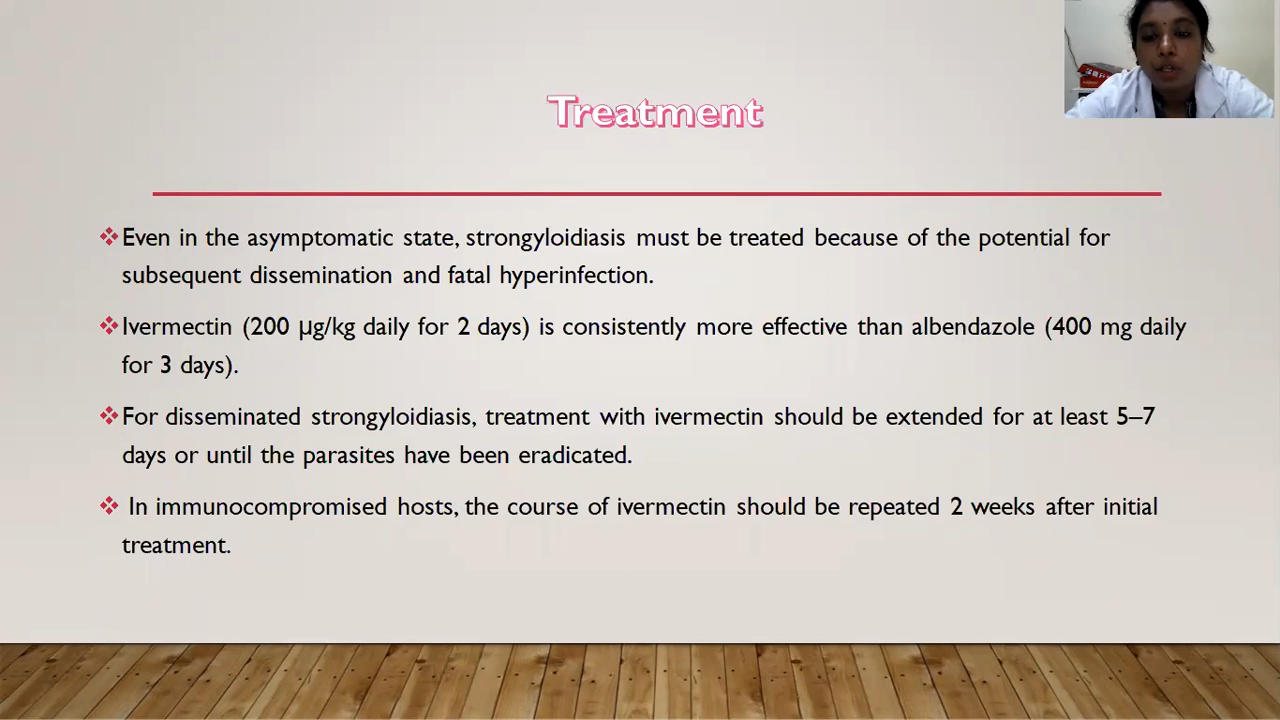 Treatment
Even in the asymptomatic state, strongyloidiasis must be treated because of the potential for
subsequent dissemination and fatal hyperinfection.
Ivermectin (200 μg/kg daily for 2 days) is consistently more effective than albendazole (400 mg daily
for 3 days).
For disseminated strongyloidiasis, treatment with ivermectin should be extended for at least 5–7
days or until the parasites have been eradicated.
In immunocompromised hosts, the course of ivermectin should be repeated 2 weeks after initial
treatment.